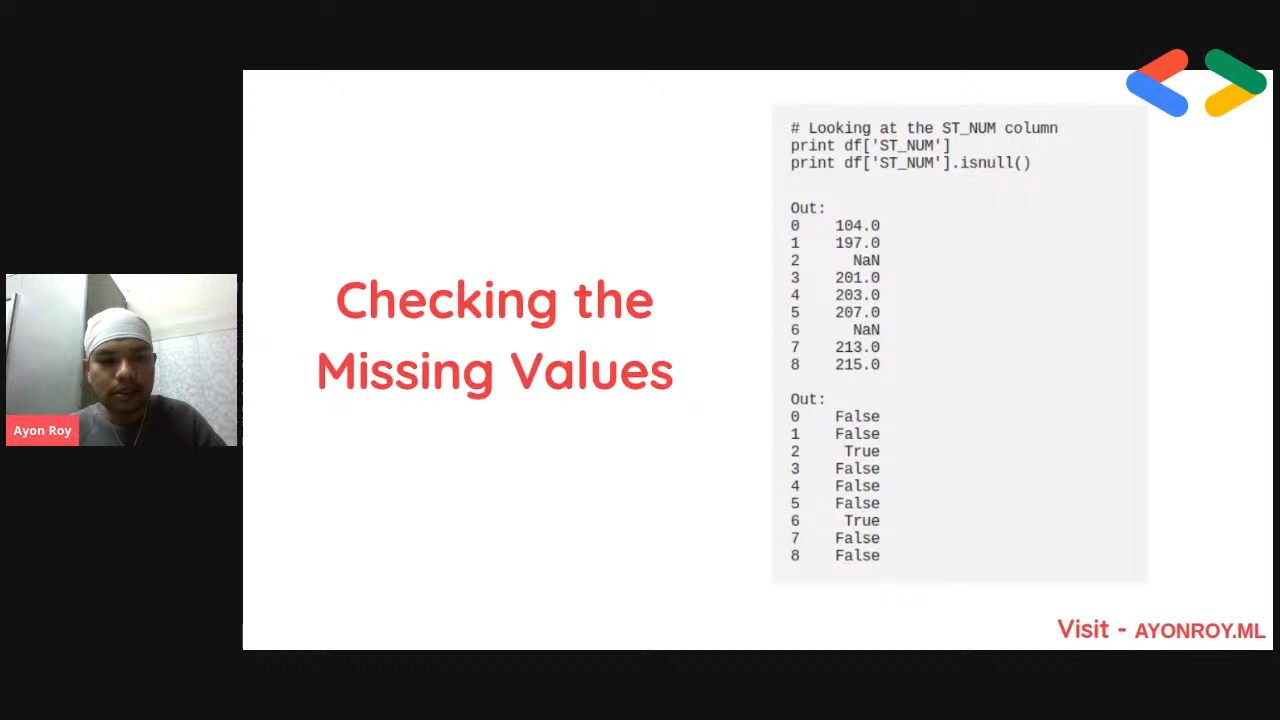 # Looking at the ST_NUM column
print df['ST_NUM']
print df['ST_NUM'].isnull()
Out:
0 104.0
1 197.0
2 NaN
3 201.0
4 203.0
5 207.0
6 NaN
7 213.0
8 215.0
Out:
0 False
1 False
2 True
3 False
4 False
5 False
6 True
7 False
8 False
Checking the
Missing Values
Ayon Roy
Visit - AYONROY.ML